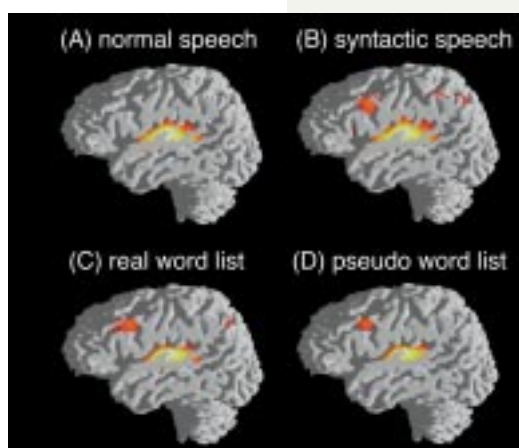 (A) normal speech
(B) syntactic speech
(C) real word list
(D) pseudo word list